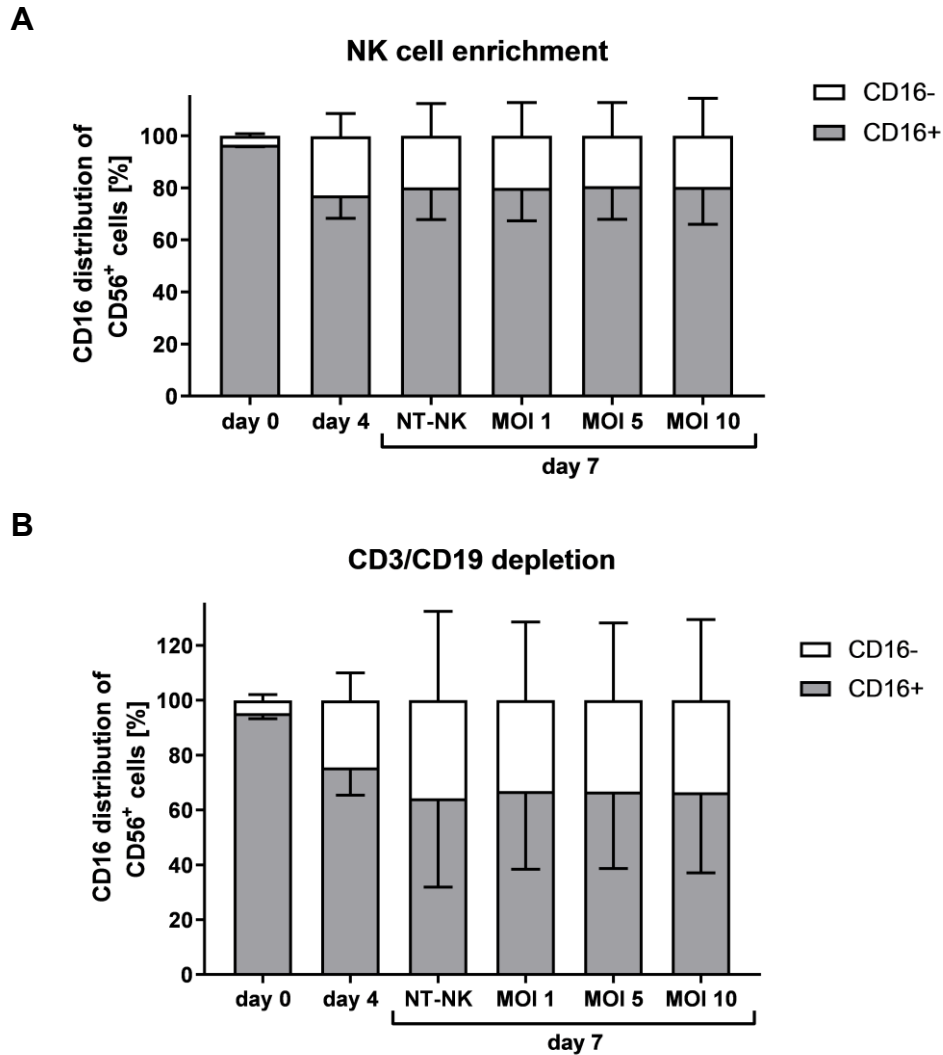 A
NK cell enrichment
CD16-
CD16+
CD16 distribution of
CD56⁺ cells [%]
100
80
60
40
20
0
day 0 day 4 NT-NK MOI 1 MOI 5 MOI 10
day 7
B
CD3/CD19 depletion
CD16-
CD16+
CD16 distribution of
CD56⁺ cells [%]
120
100
80
60
40
20
0
day 0 day 4 NT-NK MOI 1 MOI 5 MOI 10
day 7